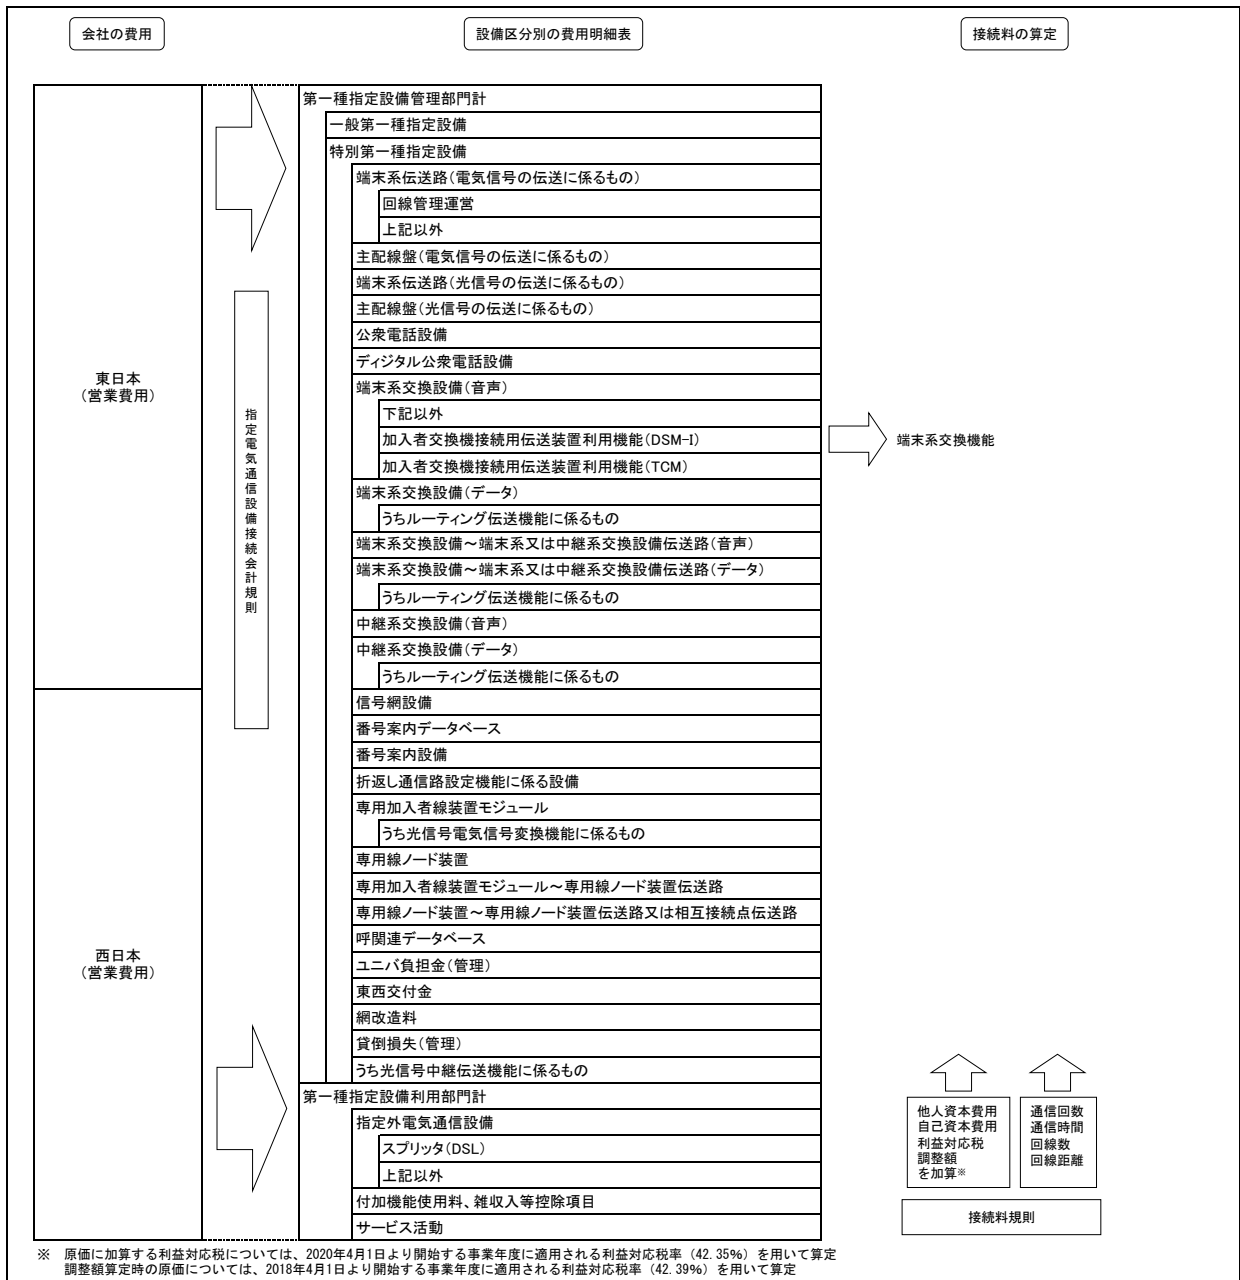 会社の費用
設備区分別の費用明細表
接続料の算定
東日本
(営業費用)
西日本
(営業費用)
指定電気通信設備接続会計規則
第一種指定設備管理部門計
一般第一種指定設備
特別第一種指定設備
端末系伝送路(電気信号の伝送に係るもの)
回線管理運営
上記以外
主配線盤(電気信号の伝送に係るもの)
端末系伝送路(光信号の伝送に係るもの)
主配線盤(光信号の伝送に係るもの)
公衆電話設備
ディジタル公衆電話設備
端末系交換設備(音声)
下記以外
加入者交換機接続用伝送装置利用機能(DSM-I)
加入者交換機接続用伝送装置利用機能(TCM)
端末系交換設備(データ)
うちルーティング伝送機能に係るもの
端末系交換設備～端末系又は中継系交換設備伝送路(音声)
端末系交換設備～端末系又は中継系交換設備伝送路(データ)
うちルーティング伝送機能に係るもの
中継系交換設備(音声)
中継系交換設備(データ)
うちルーティング伝送機能に係るもの
信号網設備
番号案内データベース
番号案内設備
折返し通信路設定機能に係る設備
専用加入者線装置モジュール
うち光信号電気信号変換機能に係るもの
専用線ノード装置
専用加入者線装置モジュール～専用線ノード装置伝送路
専用線ノード装置～専用線ノード装置伝送路又は相互接続点伝送路
呼関連データベース
ユニバ負担金(管理)
東西交付金
網改造料
貸倒損失(管理)
うち光信号中継伝送機能に係るもの
第一種指定設備利用部門計
指定外電気通信設備
スプリッタ(DSL)
上記以外
付加機能使用料、雑収入等控除項目
サービス活動
端末系交換機能
他人資本費用
自己資本費用
利益対応税
調整額
を加算※
通信回数
通信時間
回線数
回線距離
接続料規則
※ 原価に加算する利益対応税については、2020年4月1日より開始する事業年度に適用される利益対応税率(42.35%)を用いて算定
調整額算定時の原価については、2018年4月1日より開始する事業年度に適用される利益対応税率(42.39%)を用いて算定